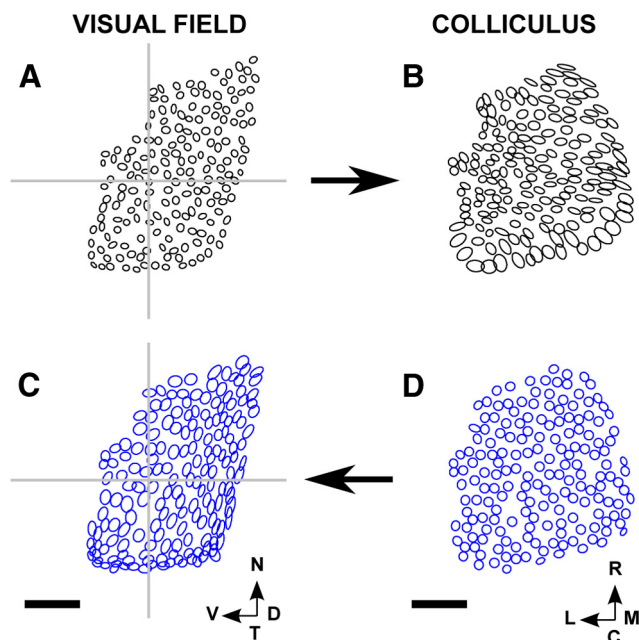 VISUAL FIELD COLLICULUS
A B
C D
N
V D
T
R
L M
C